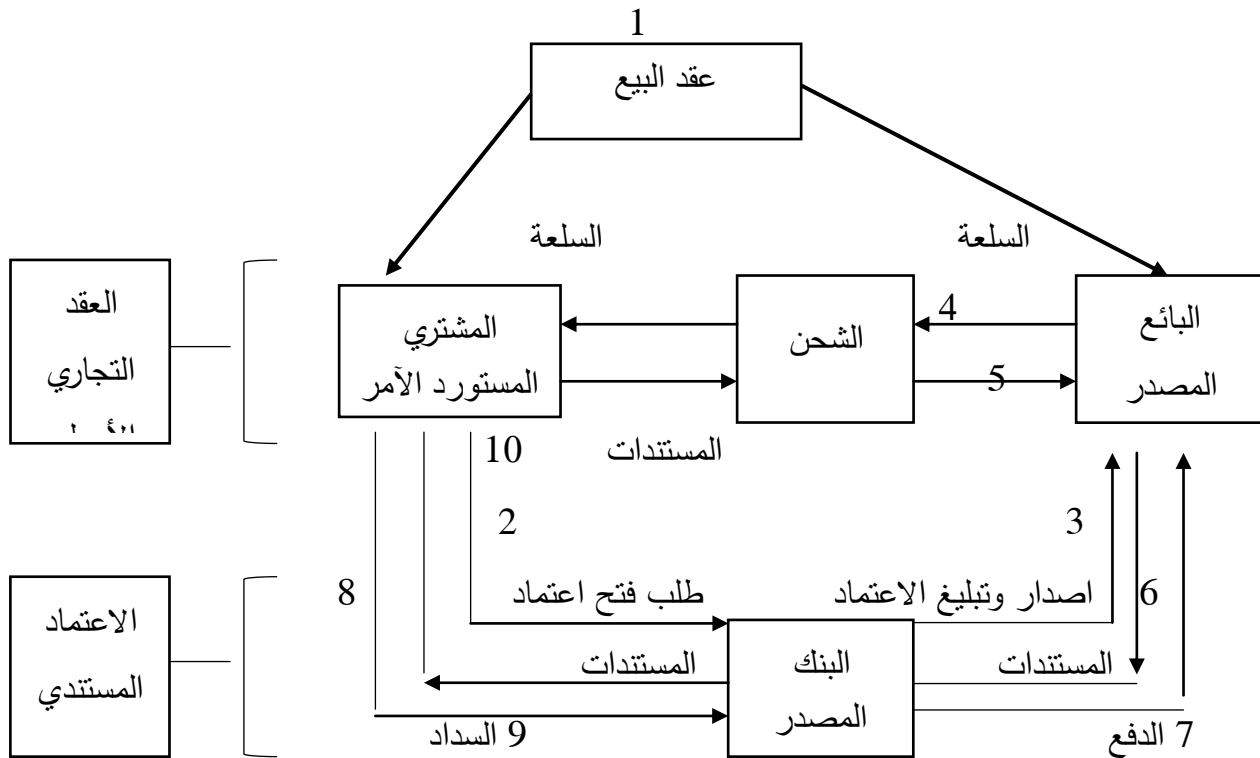 1
عقد البيع
السلعة
السلعة
البائع
المصدر
4
5
الشحن
المشتري
المستورد الآمر
العقد
التجاري
المستندات
10
2
3
8
6
طلب فتح اعتماد
اصدار وتبليغ الاعتماد
المستندات
المستندات
البنك
المصدر
9 السداد
7 الدفع
الاعتماد
المستندي